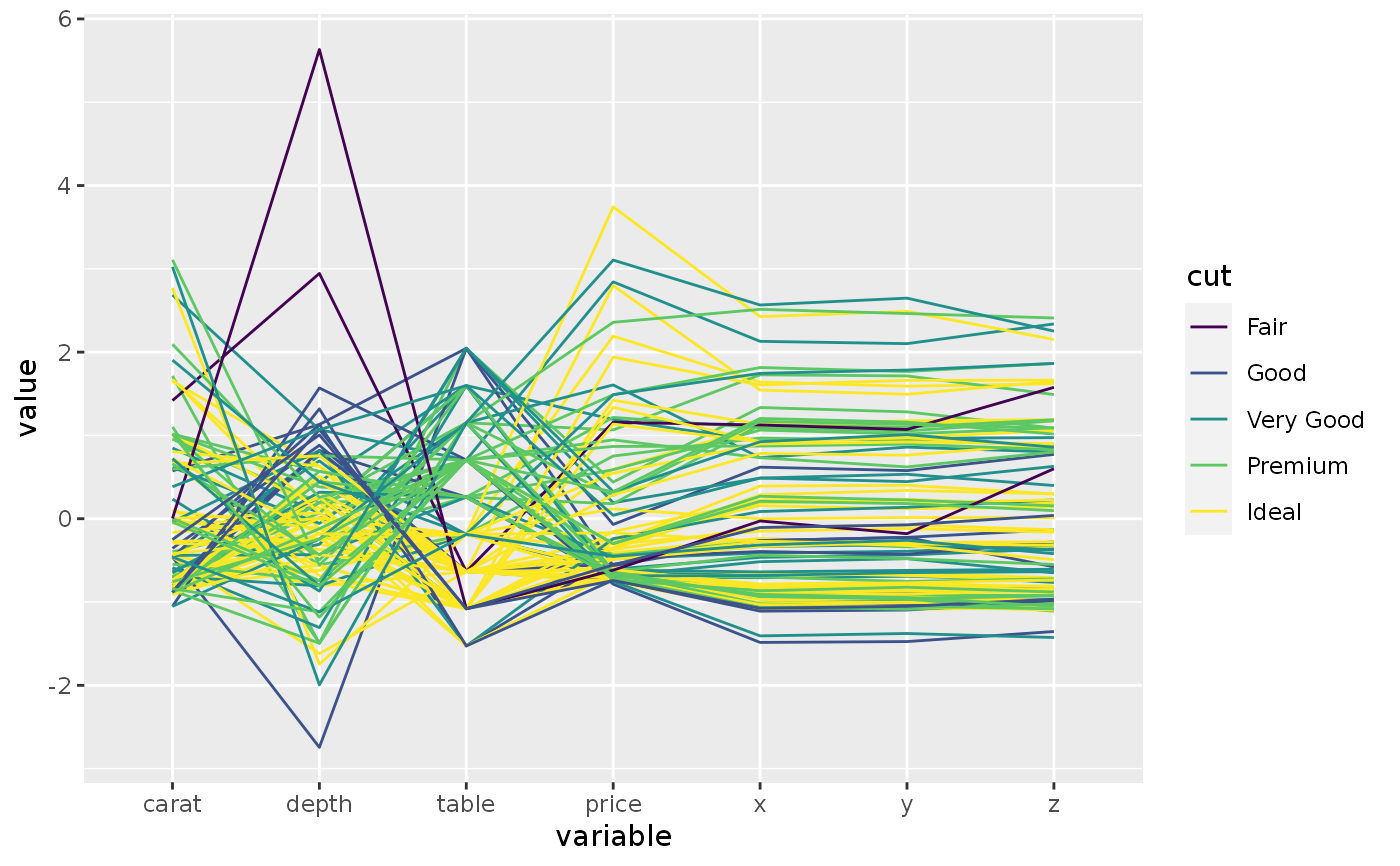 6
4
2
0
-2
value
carat depth table price x y z
variable
cut
Fair
Good
Very Good
Premium
Ideal